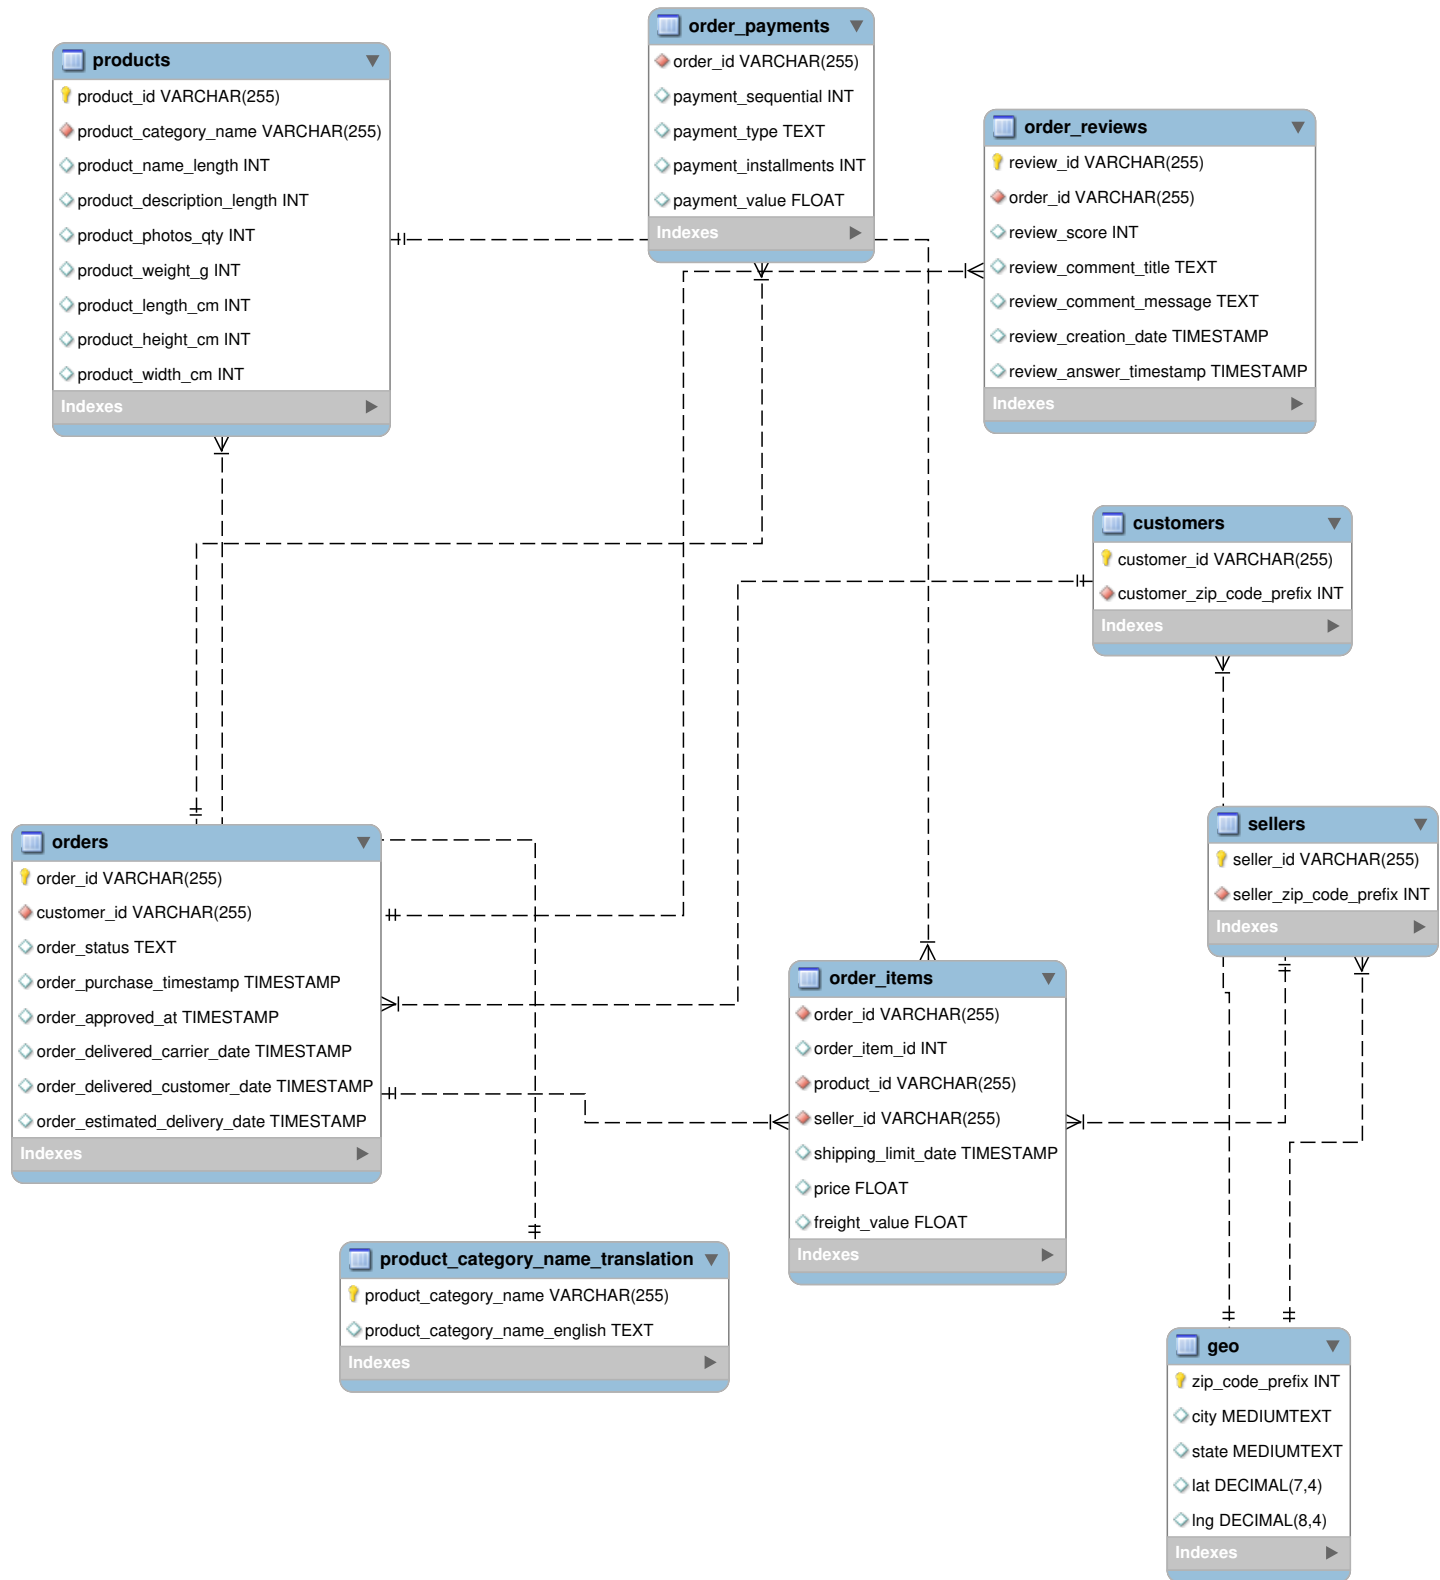 products
product_id VARCHAR(255)
product_category_name VARCHAR(255)
product_name_length INT
product_description_length INT
product_photos_qty INT
product_weight_g INT
product_length_cm INT
product_height_cm INT
product_width_cm INT
Indexes
order_payments
order_id VARCHAR(255)
payment_sequential INT
payment_type TEXT
payment_installments INT
payment_value FLOAT
Indexes
order_reviews
review_id VARCHAR(255)
order_id VARCHAR(255)
review_score INT
review_comment_title TEXT
review_comment_message TEXT
review_creation_date TIMESTAMP
review_answer_timestamp TIMESTAMP
Indexes
customers
customer_id VARCHAR(255)
customer_zip_code_prefix INT
Indexes
sellers
seller_id VARCHAR(255)
seller_zip_code_prefix INT
Indexes
orders
order_id VARCHAR(255)
customer_id VARCHAR(255)
order_status TEXT
order_purchase_timestamp TIMESTAMP
order_approved_at TIMESTAMP
order_delivered_carrier_date TIMESTAMP
order_delivered_customer_date TIMESTAMP
order_estimated_delivery_date TIMESTAMP
Indexes
order_items
order_id VARCHAR(255)
order_item_id INT
product_id VARCHAR(255)
seller_id VARCHAR(255)
shipping_limit_date TIMESTAMP
price FLOAT
freight_value FLOAT
Indexes
product_category_name_translation
product_category_name VARCHAR(255)
product_category_name_english TEXT
Indexes
geo
zip_code_prefix INT
city MEDIUMTEXT
state MEDIUMTEXT
lat DECIMAL(7,4)
lng DECIMAL(8,4)
Indexes